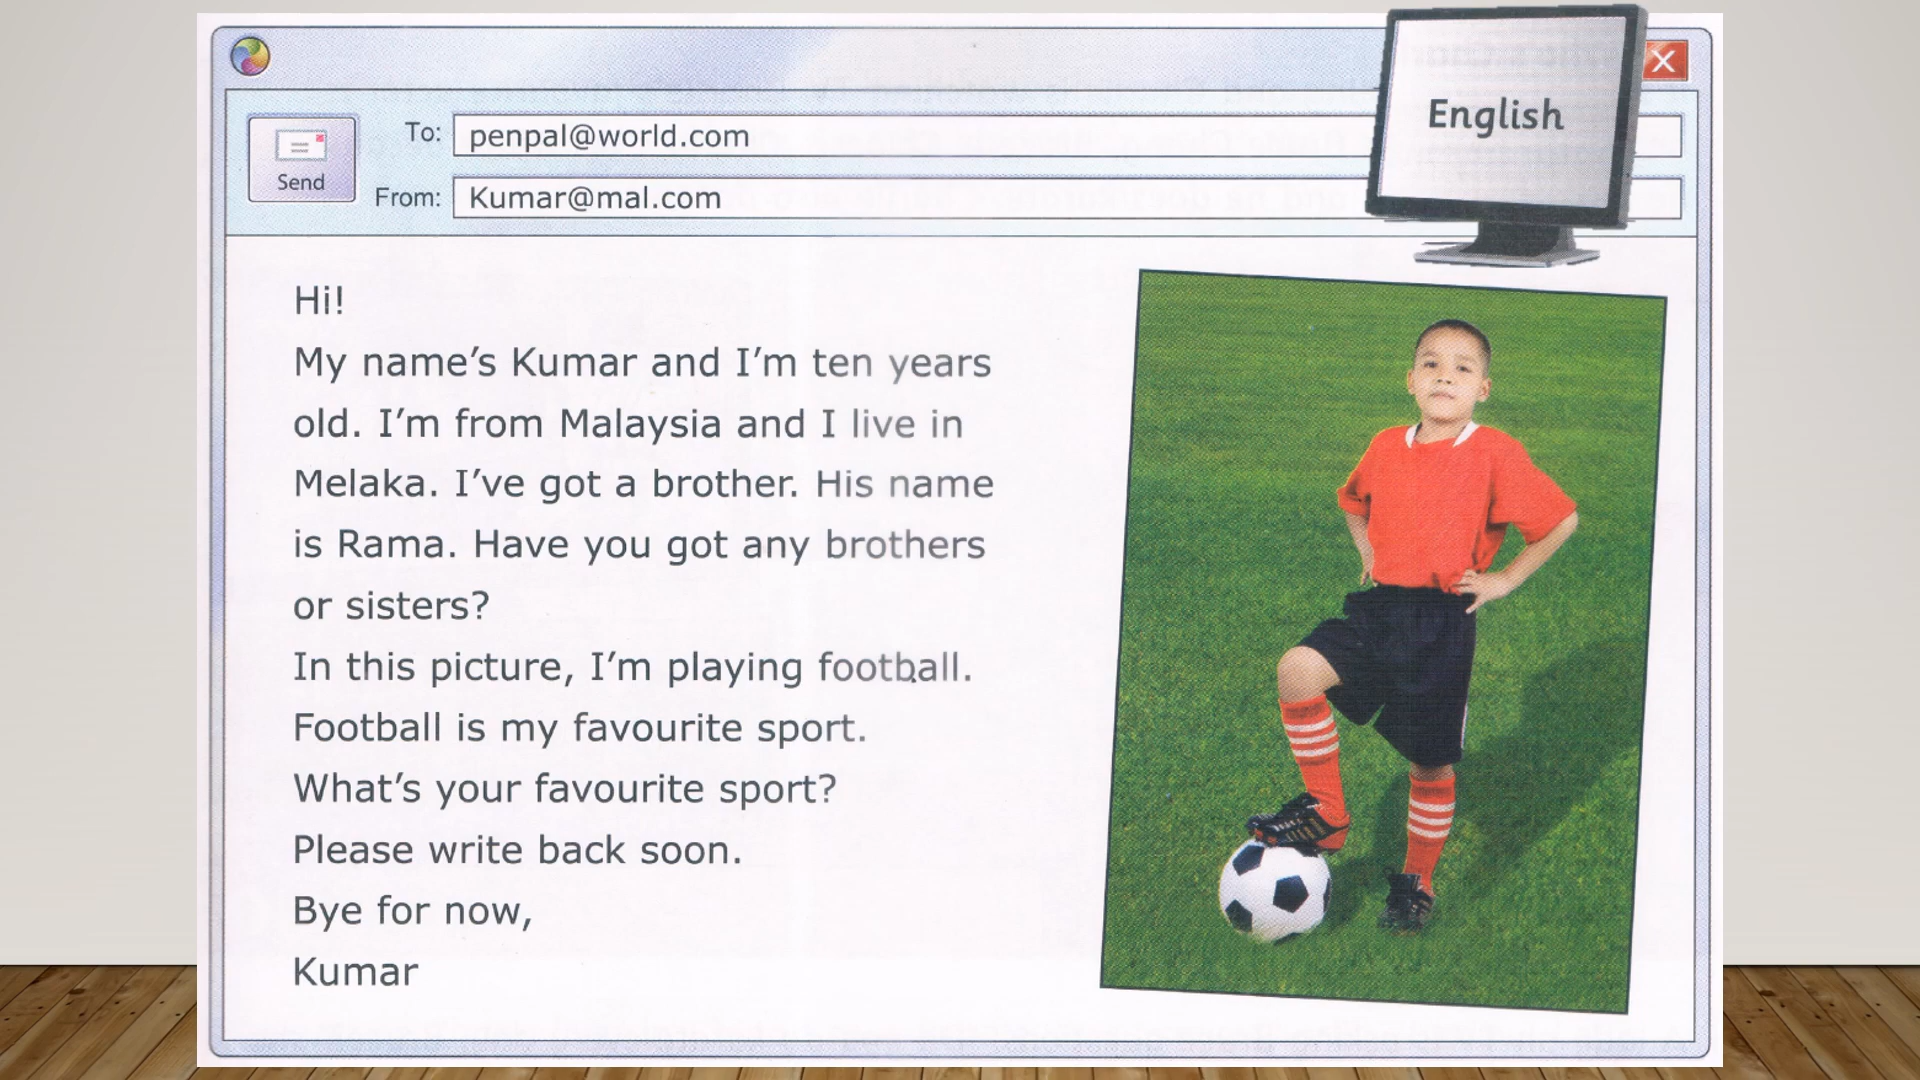 English
Send
To: penpal@world.com
From: Kumar@mal.com
Hi!
My name's Kumar and I'm ten years
old. I'm from Malaysia and I live in
Melaka. I've got a brother. His name
is Rama. Have you got any brothers
or sisters?
In this picture, I'm playing football.
Football is my favourite sport.
What's your favourite sport?
Please write back soon.
Bye for now,
Kumar